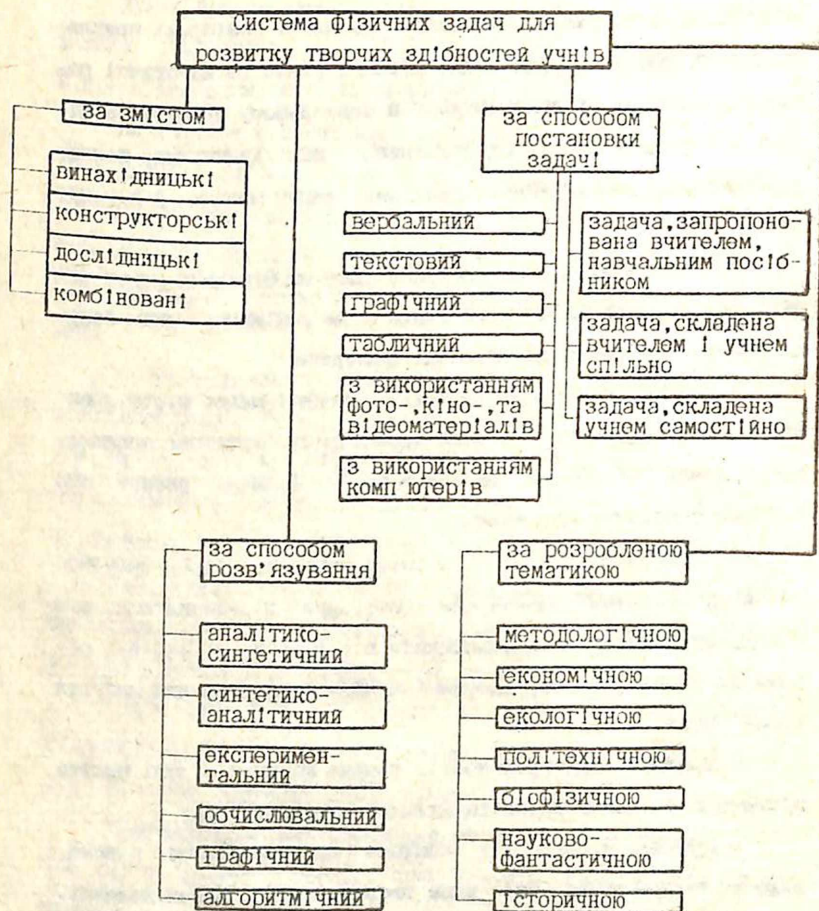 Система фізичних задач для
розвитку творчих здібностей учнів
за змістом
винахідницькі
конструкторські
дослідницькі
комбіновані
за способом
постановки
задачі
вербальний
текстовий
графічний
табличний
з використанням
фото-,кіно-,та
відеоматеріалів
з використанням
комп'ютерів
задача,запропоно-
вана вчителем,
навчальним посіб-
ником
задача,складена
вчителем і учнем
спільно
задача,складена
учнем самостійно
за способом
розв'язування
аналітико-
синтетичний
синтетико-
аналітичний
експеримен-
тальний
обчислювальний
графічний
алгоритмічний
за розробленою
тематикою
методологічною
економічною
екологічною
політехнічною
біофізичною
науково-
фантастичною
історичною